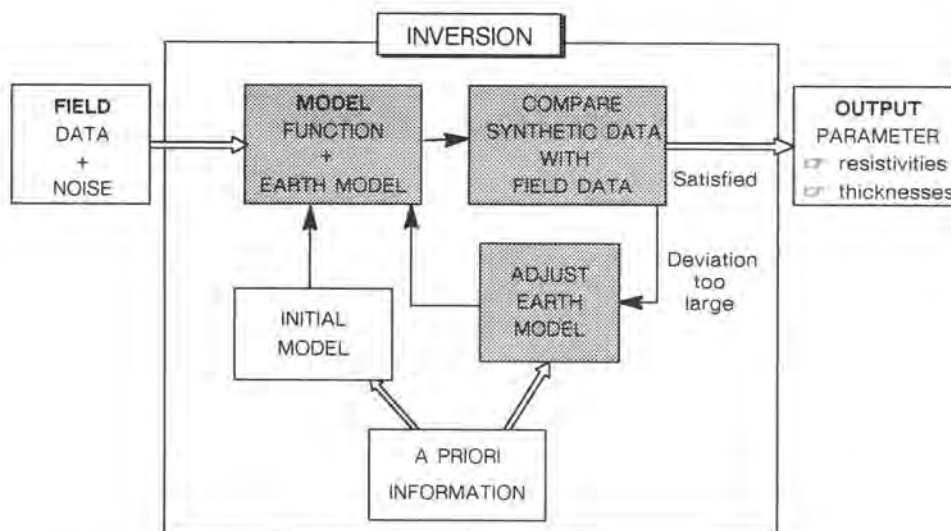 INVERSION
FIELD
DATA
+
NOISE
MODEL
FUNCTION
+
EARTH MODEL
COMPARE
SYNTHETIC DATA
WITH
FIELD DATA
Satisfied
OUTPUT
PARAMETER
☞ resistivities
☞ thicknesses
Deviation
too
large
ADJUST
EARTH
MODEL
INITIAL
MODEL
A PRIORI
INFORMATION